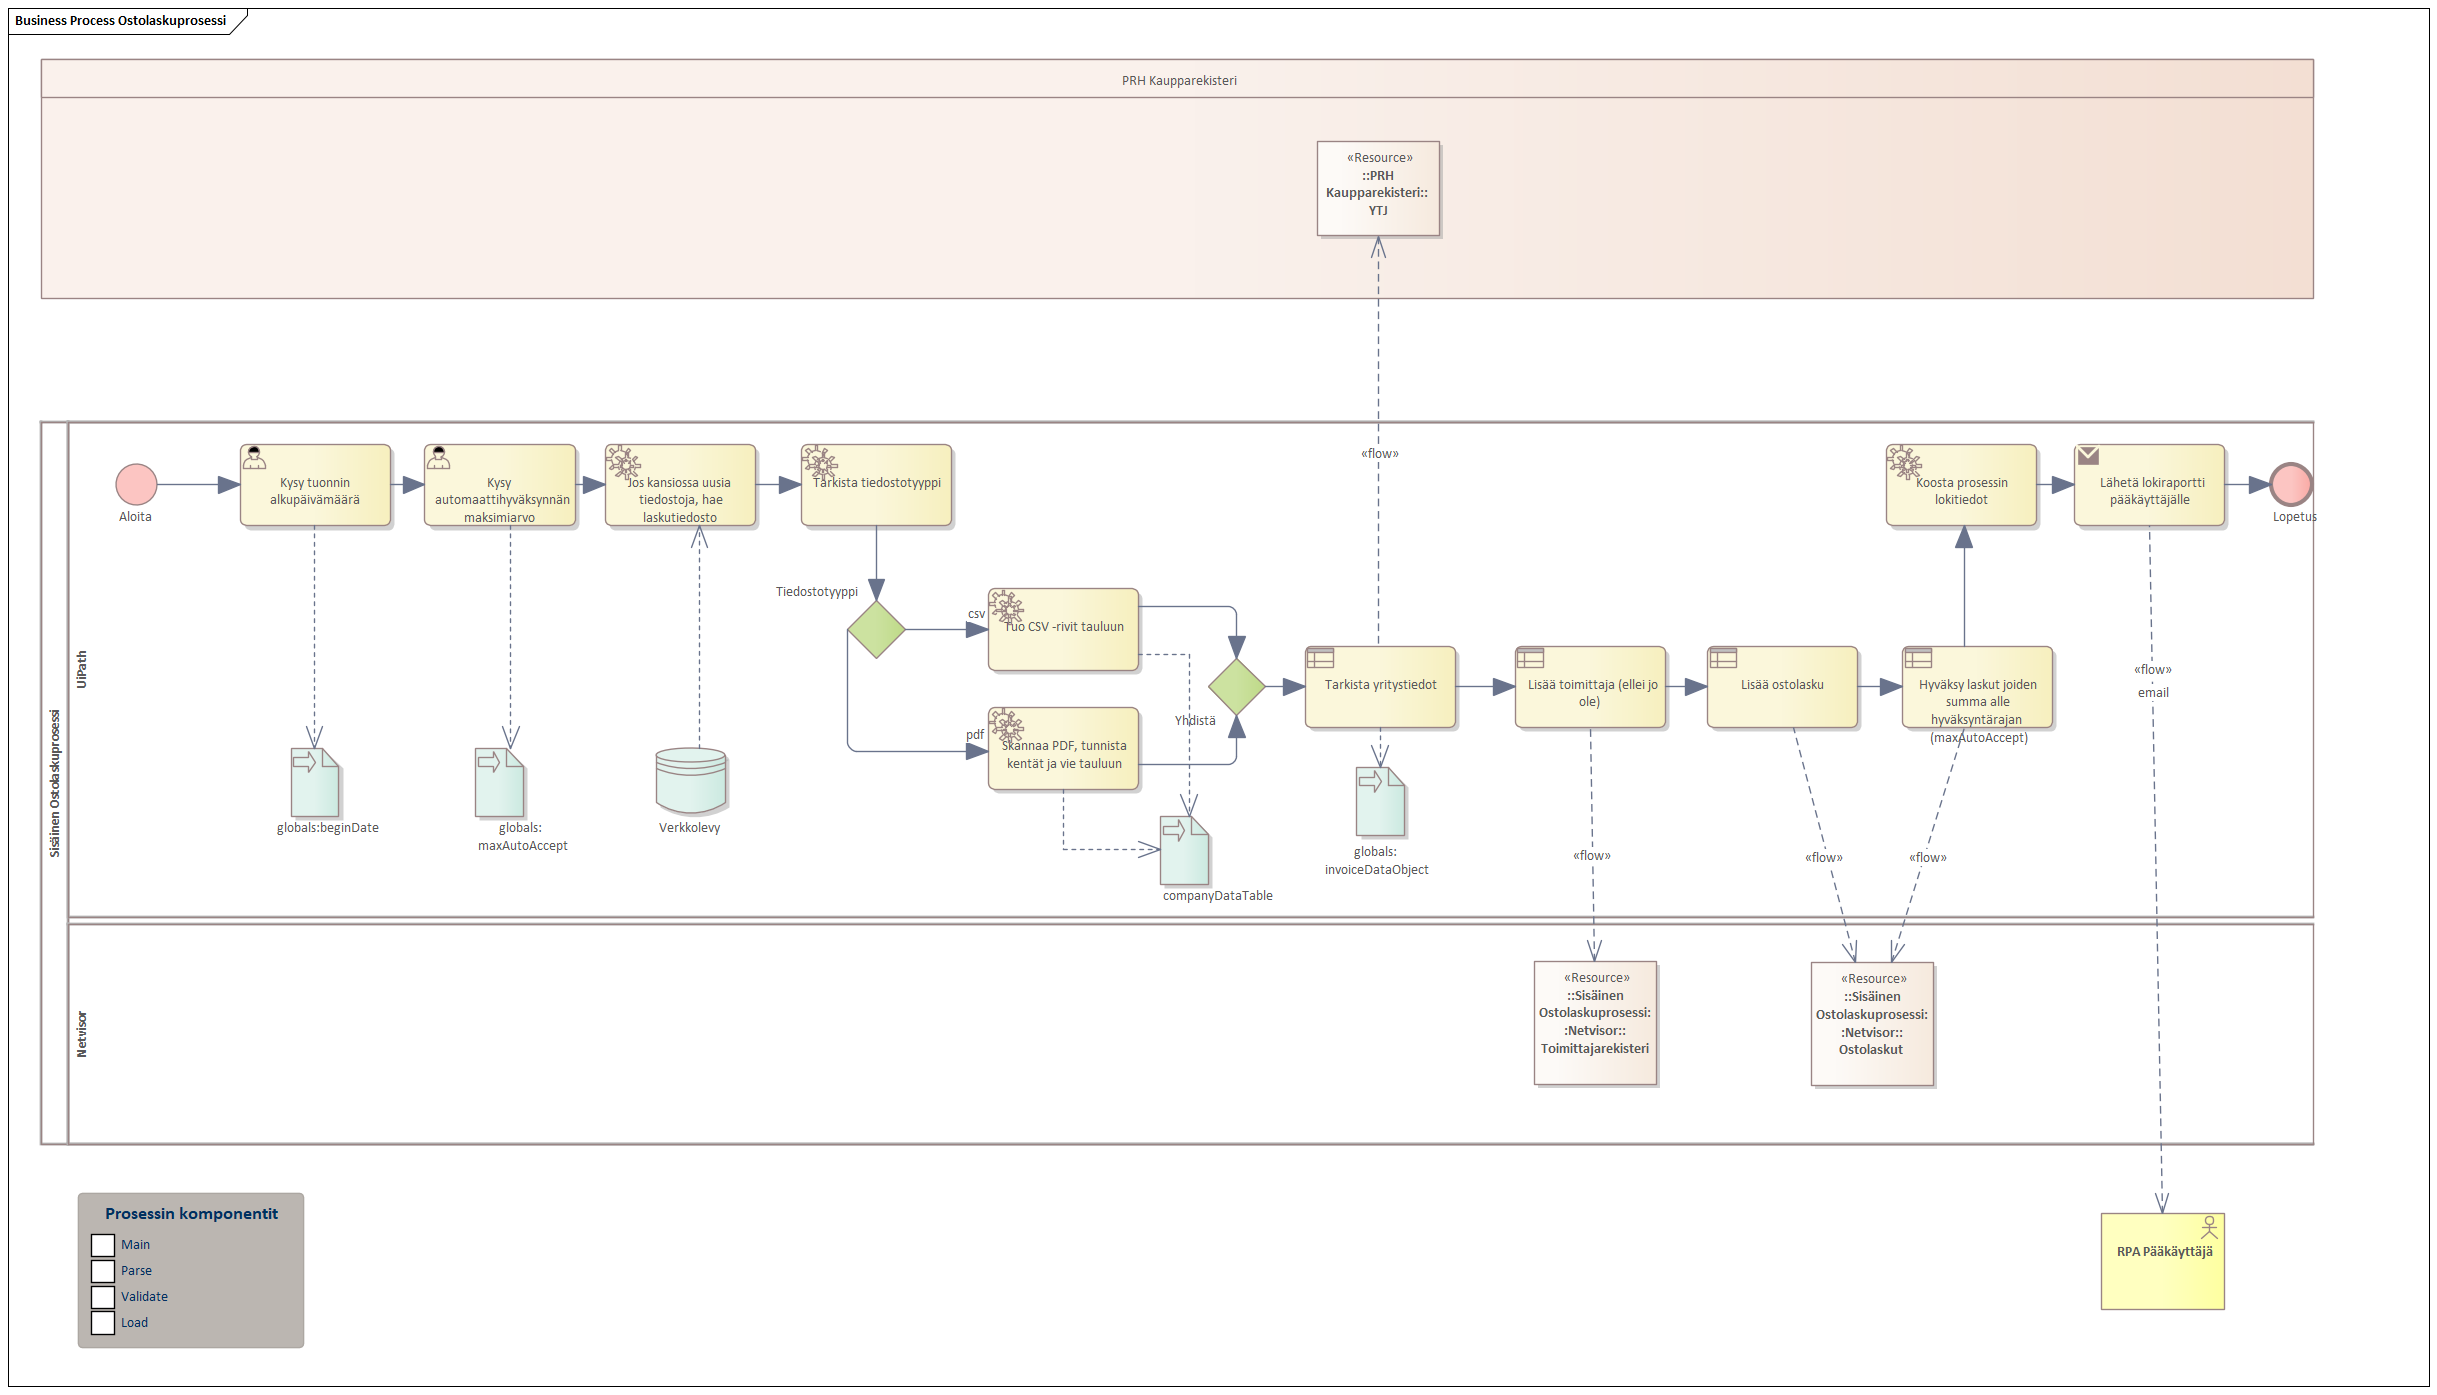 Business Process Ostolaskuprosessi
PRH Kaupparekisteri
«Resource»
::PRH
Kaupparekisteri::
YTJ
«flow»
Sisäinen Ostolaskuprosessi
UiPath
Aloita
Kysy tuonnin
alkupäivämäärä
Kysy
automaattihyväksynnän
maksimiarvo
Jos kansiossa uusia
tiedostoja, hae
laskutiedosto
Tarkista tiedostotyyppi
Tiedostotyyppi
csv
Tuo CSV -rivit tauluun
pdf
Skannaa PDF, tunnista
kentät ja vie tauluun
Yhdistä
Tarkista yritystiedot
Lisää toimittaja (ellei jo
ole)
Lisää ostolasku
Hyväksy laskut joiden
summa alle
hyväksyntärajan
(maxAutoAccept)
Koosta prosessin
lokitiedot
Lähetä lokiraportti
pääkäyttäjälle
Lopetus
globals:beginDate
globals:
maxAutoAccept
Verkkolevy
companyDataTable
globals:
invoiceDataObject
«flow»
«flow»
«flow»
«flow»
email
Netvisor
«Resource»
::Sisäinen
Ostolaskuprosessi:
:Netvisor::
Toimittajarekisteri
«Resource»
::Sisäinen
Ostolaskuprosessi:
:Netvisor::
Ostolaskut
Prosessin komponentit
Main
Parse
Validate
Load
RPA Pääkäyttäjä